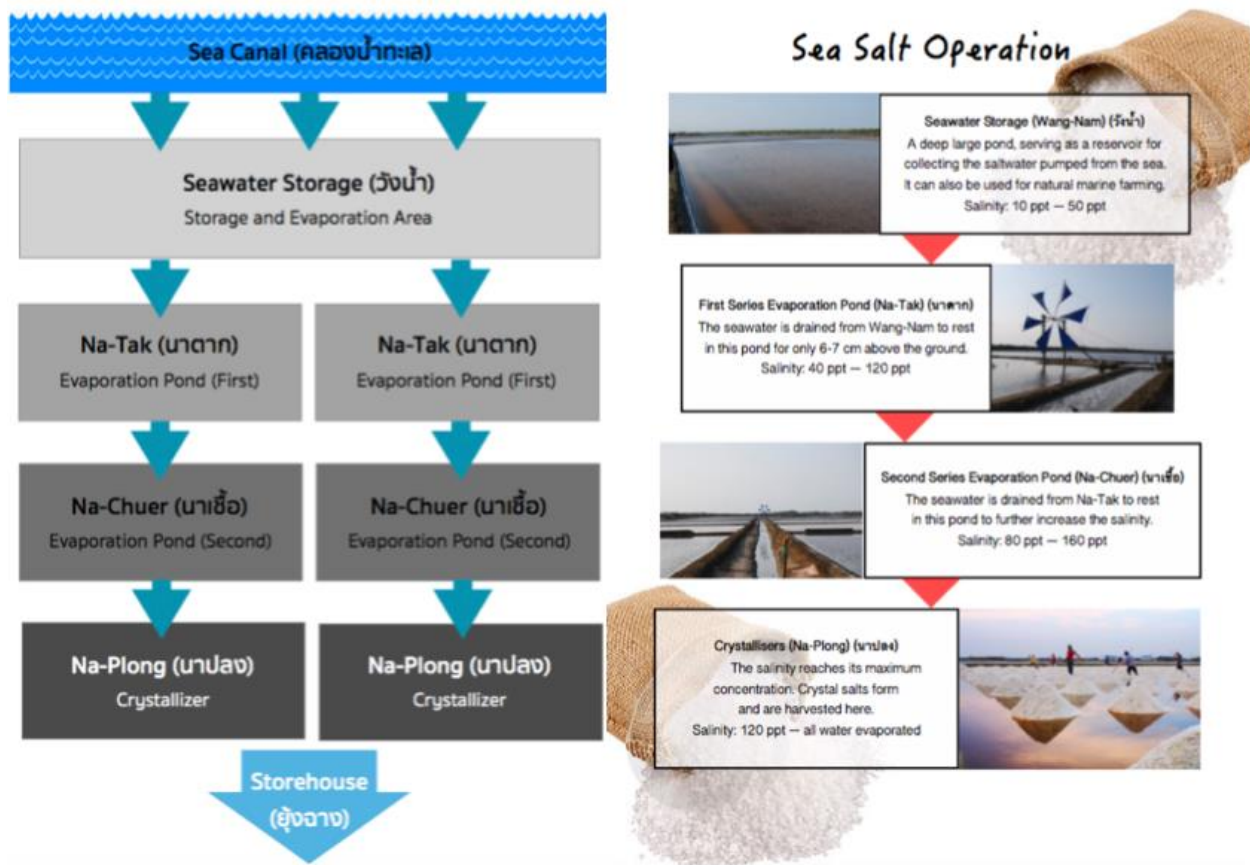 Sea Canal (คลองน้ำทะเล)
Seawater Storage (วังน้ำ)
Storage and Evaporation Area
Na-Tak (นาตาก)
Evaporation Pond (First)
Na-Tak (นาตาก)
Evaporation Pond (First)
Na-Chuer (นาเชื้อ)
Evaporation Pond (Second)
Na-Chuer (นาเชื้อ)
Evaporation Pond (Second)
Na-Plong (นาปลง)
Crystallizer
Na-Plong (นาปลง)
Crystallizer
Storehouse
(ยุ้งฉาง)
Sea Salt Operation
Seawater Storage (Wang-Nam) (วังน้ำ)
A deep large pond, serving as a reservoir for
collecting the saltwater pumped from the sea.
It can also be used for natural marine farming.
Salinity: 10 ppt — 50 ppt
First Series Evaporation Pond (Na-Tak) (นาตาก)
The seawater is drained from Wang-Nam to rest
in this pond for only 6-7 cm above the ground.
Salinity: 40 ppt — 120 ppt
Second Series Evaporation Pond (Na-Chuer) (นาเชื้อ)
The seawater is drained from Na-Tak to rest
in this pond to further increase the salinity.
Salinity: 80 ppt — 160 ppt
Crystallisers (Na-Plong) (นาปลง)
The salinity reaches its maximum
concentration. Crystal salts form
and are harvested here.
Salinity: 120 ppt — all water evaporated